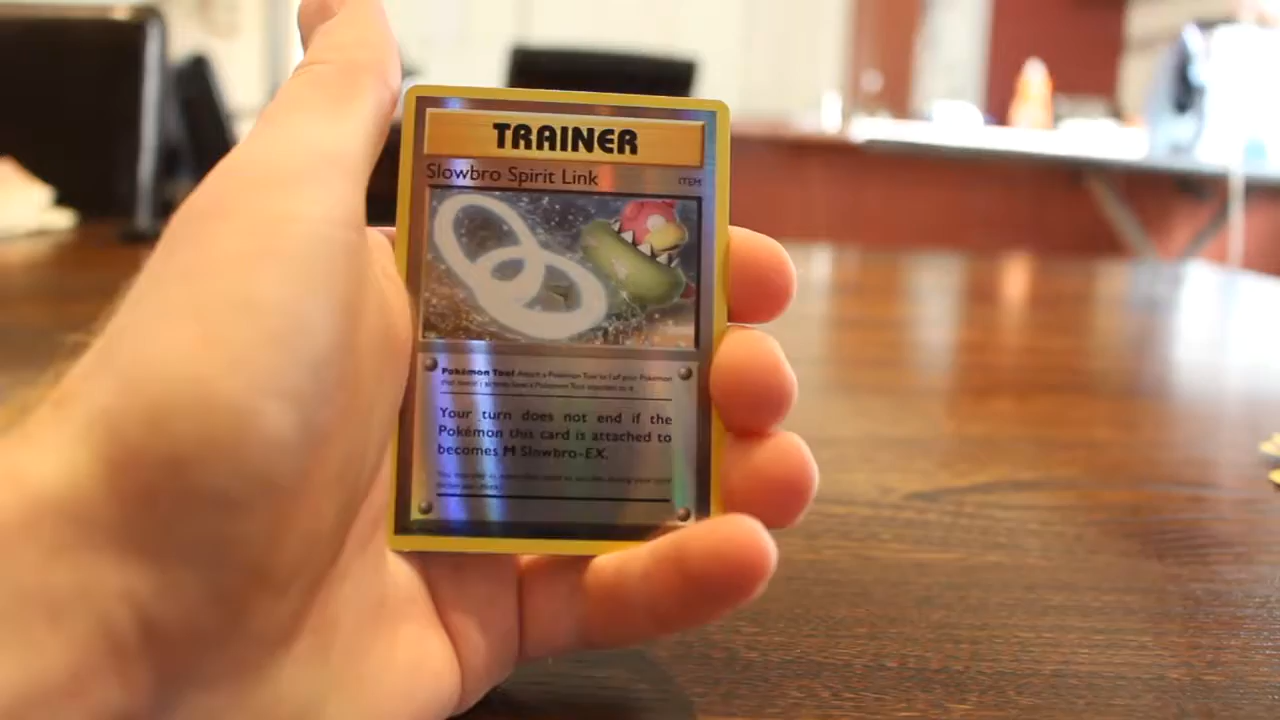 TRAINER
Slowbro Spirit Link
ITEM
Pokémon Tool Attach a Pokémon Tool to 1 of your Pokémon
that doesn't already have a Pokémon Tool attached to it.
Your turn does not end if the
Pokémon this card is attached to
becomes M Slowbro-EX.